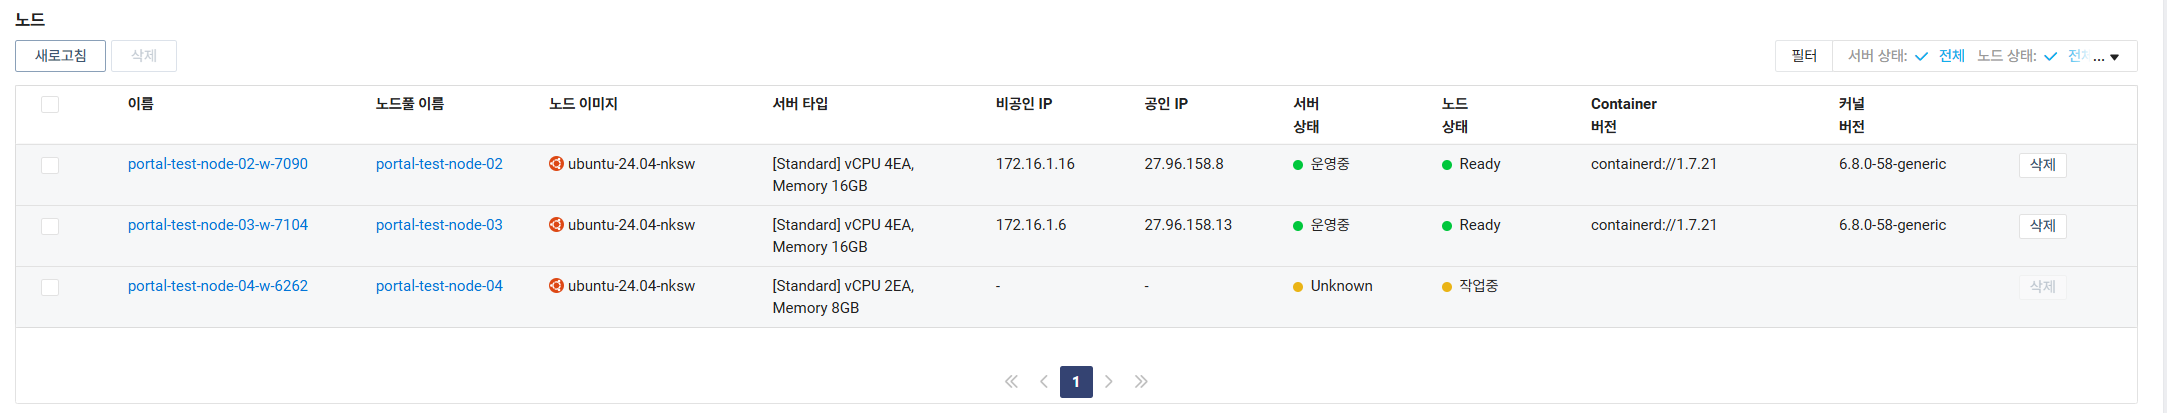 노드
새로고침 삭제 필터 서버 상태: 전체 노드 상태: 전체 ...
이름 노드풀 이름 노드 이미지 서버 타입 비공인 IP 공인 IP 서버 노드 Container 커널
상태 상태 버전 버전
portal-test-node-02-w-7090 portal-test-node-02 ubuntu-24.04-nksw [Standard] vCPU 4EA, 172.16.1.16 27.96.158.8 운영중 Ready containerd://1.7.21 6.8.0-58-generic 삭제
Memory 16GB
portal-test-node-03-w-7104 portal-test-node-03 ubuntu-24.04-nksw [Standard] vCPU 4EA, 172.16.1.6 27.96.158.13 운영중 Ready containerd://1.7.21 6.8.0-58-generic 삭제
Memory 16GB
portal-test-node-04-w-6262 portal-test-node-04 ubuntu-24.04-nksw [Standard] vCPU 2EA, - - Unknown 작업중 삭제
Memory 8GB
1